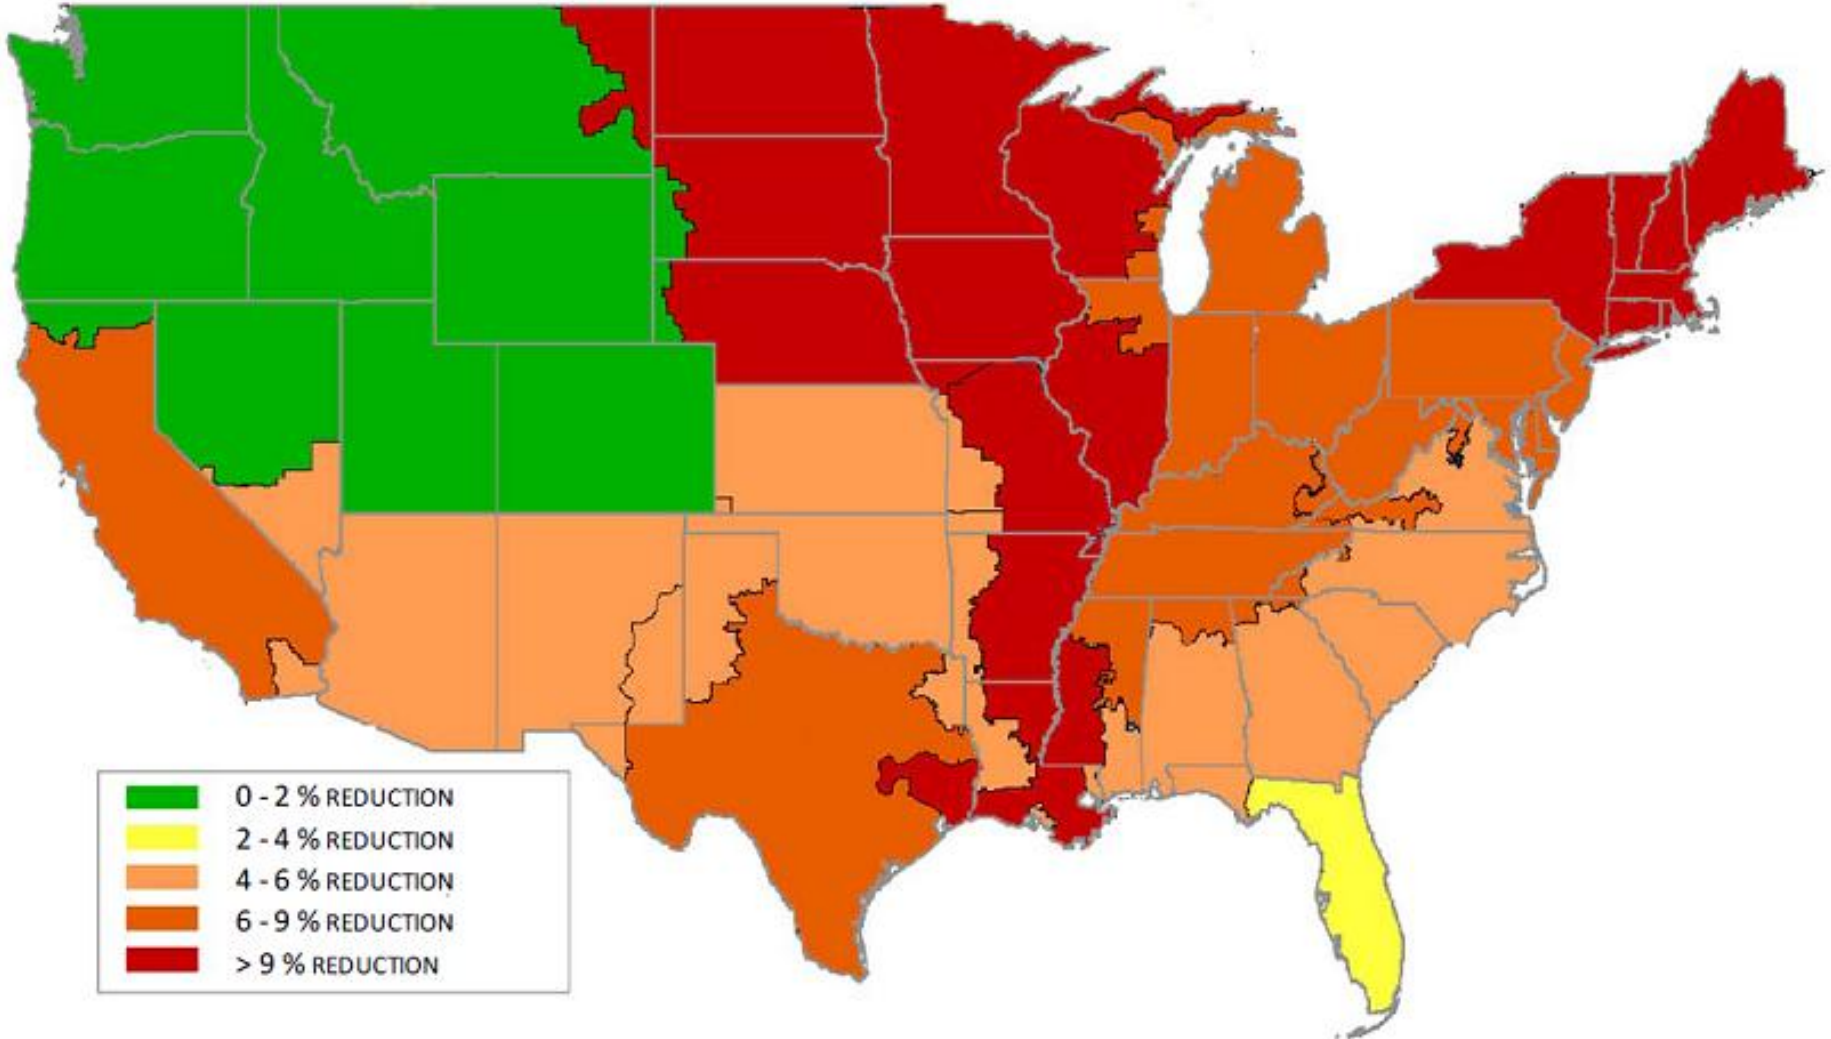 0 - 2 % REDUCTION
2 - 4 % REDUCTION
4 - 6 % REDUCTION
6 - 9 % REDUCTION
> 9 % REDUCTION